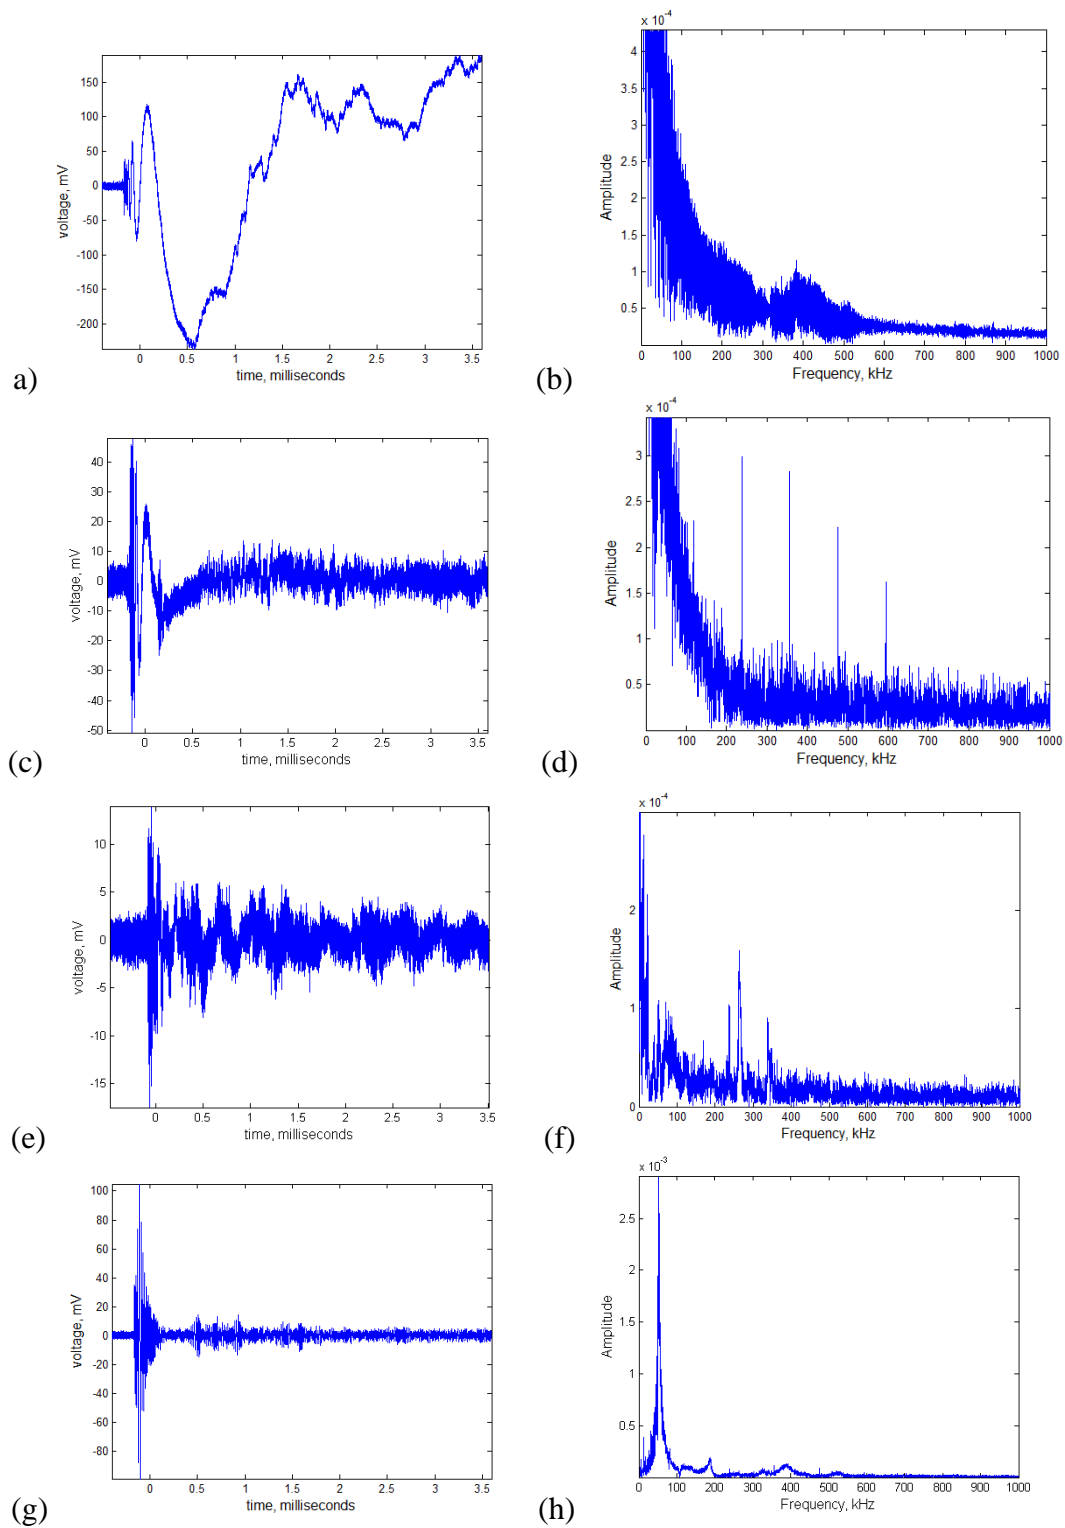 150
100
50
0
-50
-100
-150
-200
voltage, mV
0 0.5 1 1.5 2 2.5 3 3.5
time, milliseconds
a)
x 10⁻⁴
4
3.5
3
2.5
2
1.5
1
0.5
Amplitude
0 100 200 300 400 500 600 700 800 900 1000
Frequency, kHz
(b)
40
30
20
10
0
-10
-20
-30
-40
-50
voltage, mV
0 0.5 1 1.5 2 2.5 3 3.5
time, milliseconds
(c)
x 10⁻⁴
3
2.5
2
1.5
1
0.5
Amplitude
0 100 200 300 400 500 600 700 800 900 1000
Frequency, kHz
(d)
10
5
0
-5
-10
-15
voltage, mV
0 0.5 1 1.5 2 2.5 3 3.5
time, milliseconds
(e)
x 10⁻⁴
2
1
0
Amplitude
0 100 200 300 400 500 600 700 800 900 1000
Frequency, kHz
(f)
100
80
60
40
20
0
-20
-40
-60
-80
voltage, mV
0 0.5 1 1.5 2 2.5 3 3.5
time, milliseconds
(g)
x 10⁻³
2.5
2
1.5
1
0.5
Amplitude
0 100 200 300 400 500 600 700 800 900 1000
Frequency, kHz
(h)